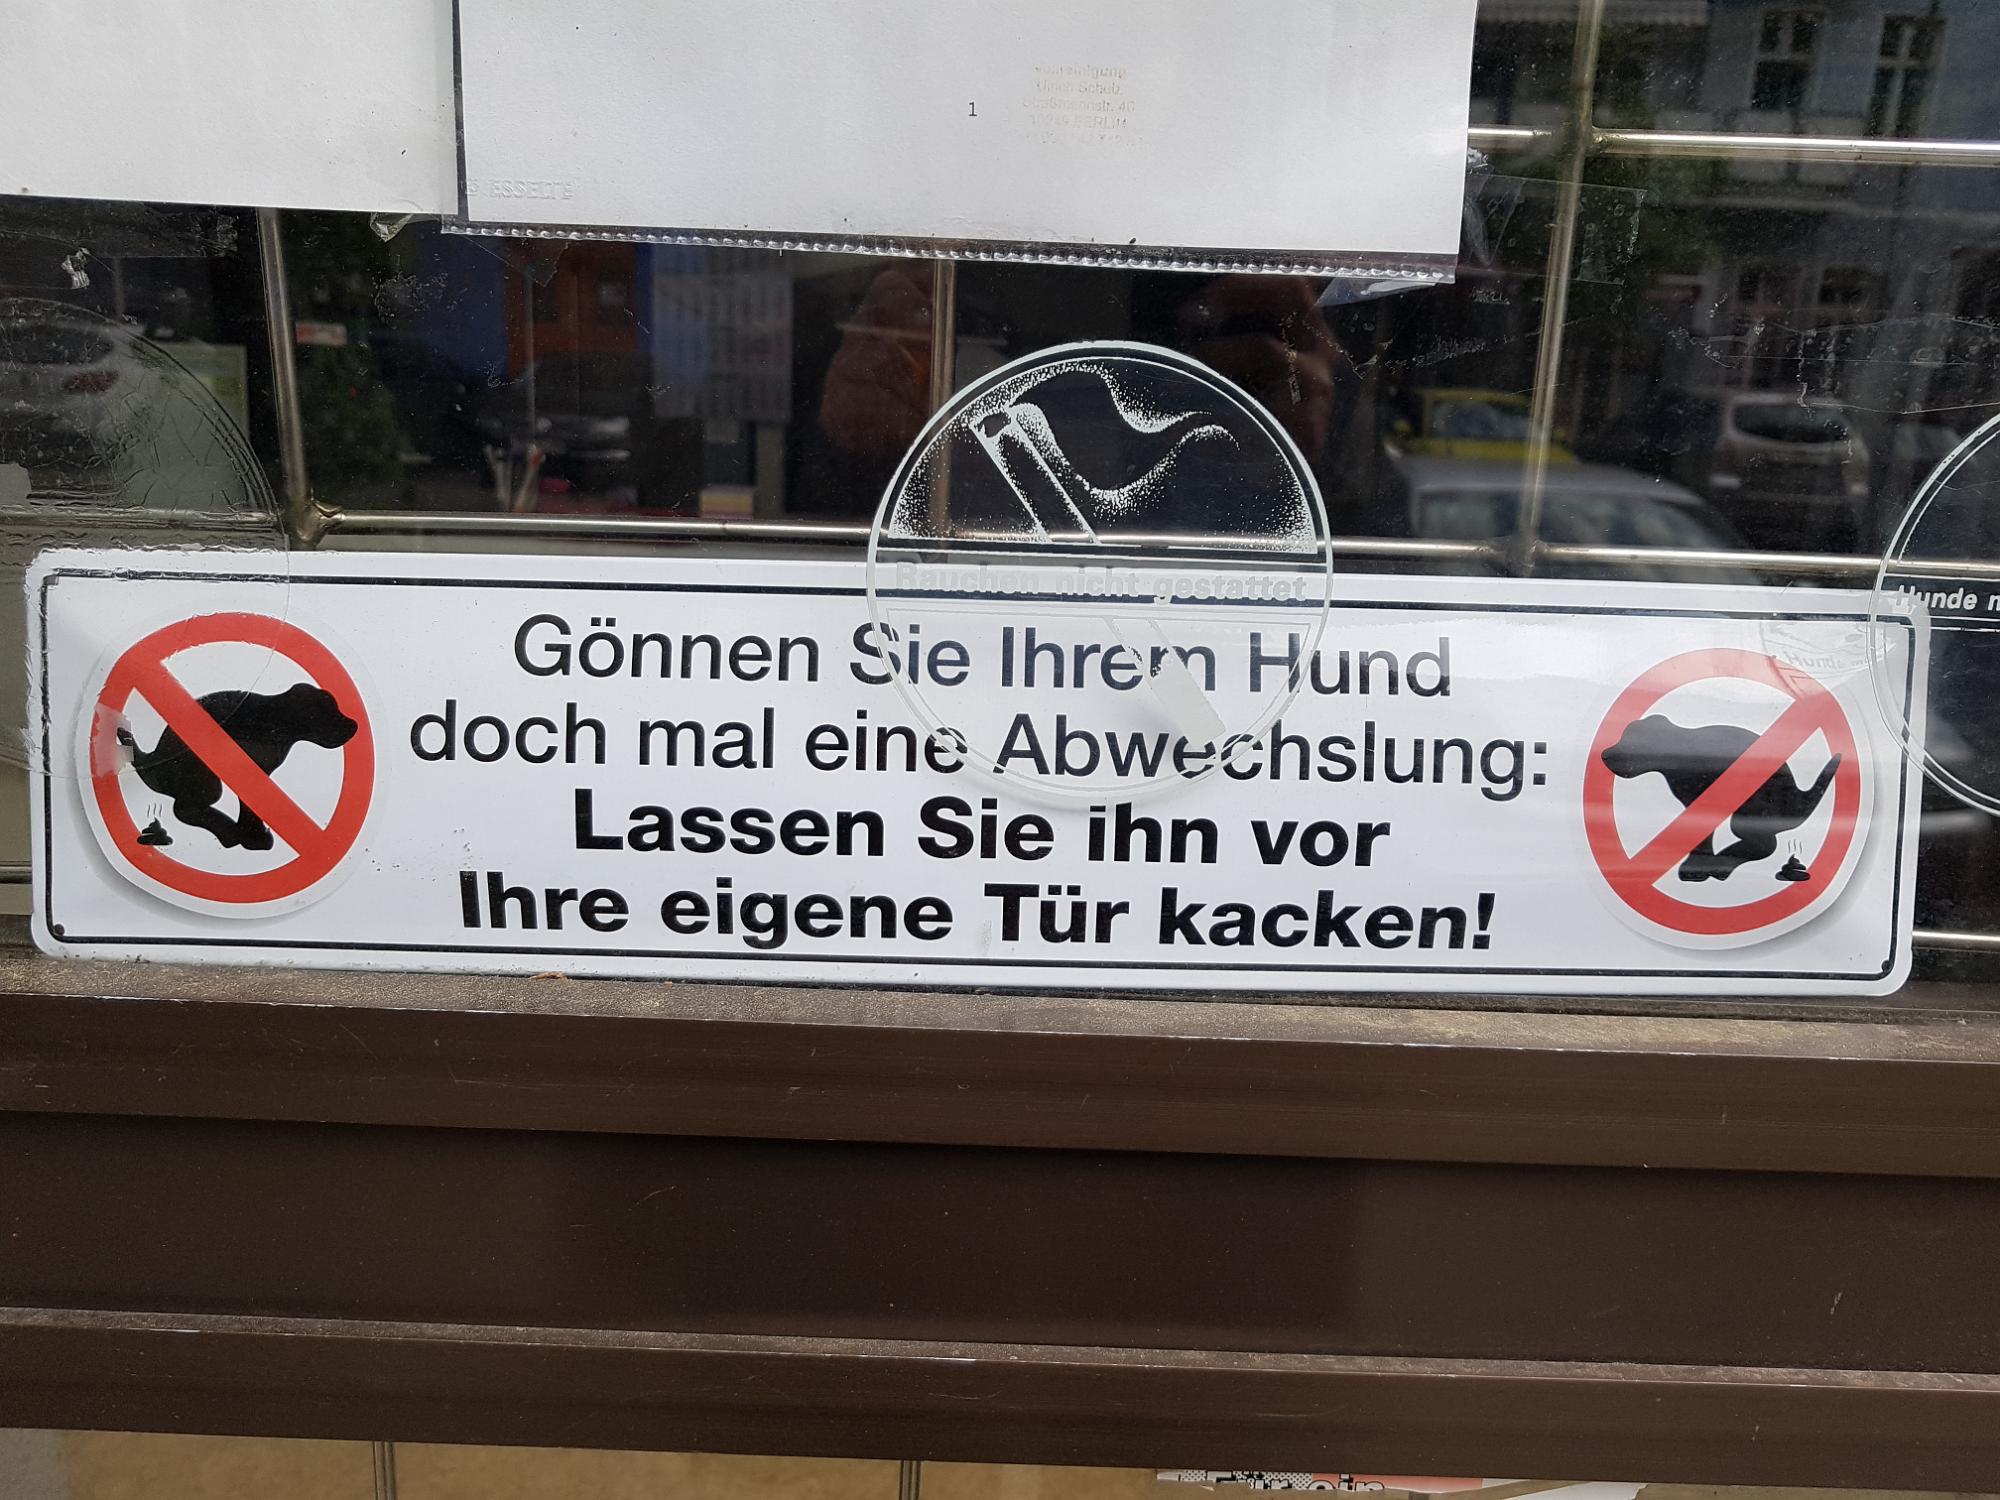 1
BERLIN
ESSELTE
Rauchen nicht gestattet
Hunde
Gönnen Sie Ihrem Hund
doch mal eine Abwechslung:
Lassen Sie ihn vor
Ihre eigene Tür kacken!